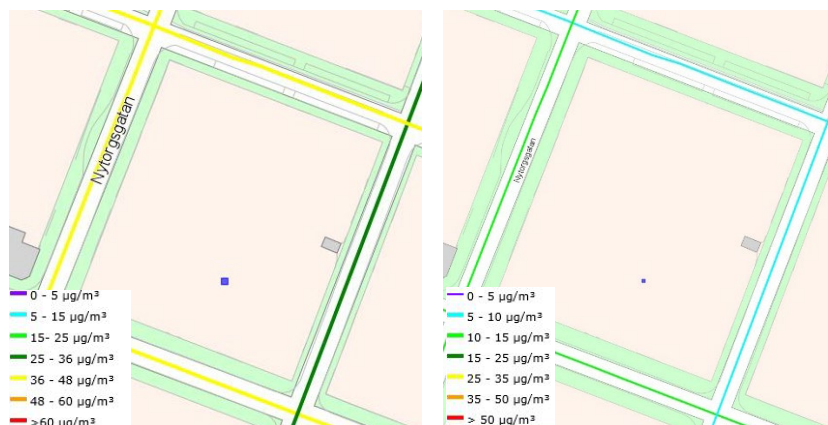 Nytorgsgatan
0 - 5 µg/m³
5 - 15 µg/m³
15- 25 µg/m³
25 - 36 µg/m³
36 - 48 µg/m³
48 - 60 µg/m³
>60 µg/m³
Nytorgsgatan
0 - 5 µg/m³
5 - 10 µg/m³
10 - 15 µg/m³
15 - 25 µg/m³
25 - 35 µg/m³
35 - 50 µg/m³
> 50 µg/m³